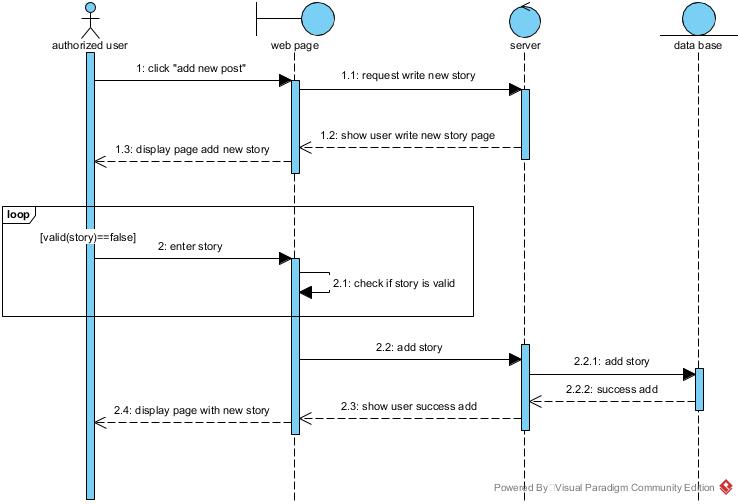 authorized user
web page
server
data base
1: click "add new post"
1.1: request write new story
1.2: show user write new story page
1.3: display page add new story
loop
[valid(story)==false]
2: enter story
2.1: check if story is valid
2.2: add story
2.2.1: add story
2.2.2: success add
2.3: show user success add
2.4: display page with new story
Powered By Visual Paradigm Community Edition